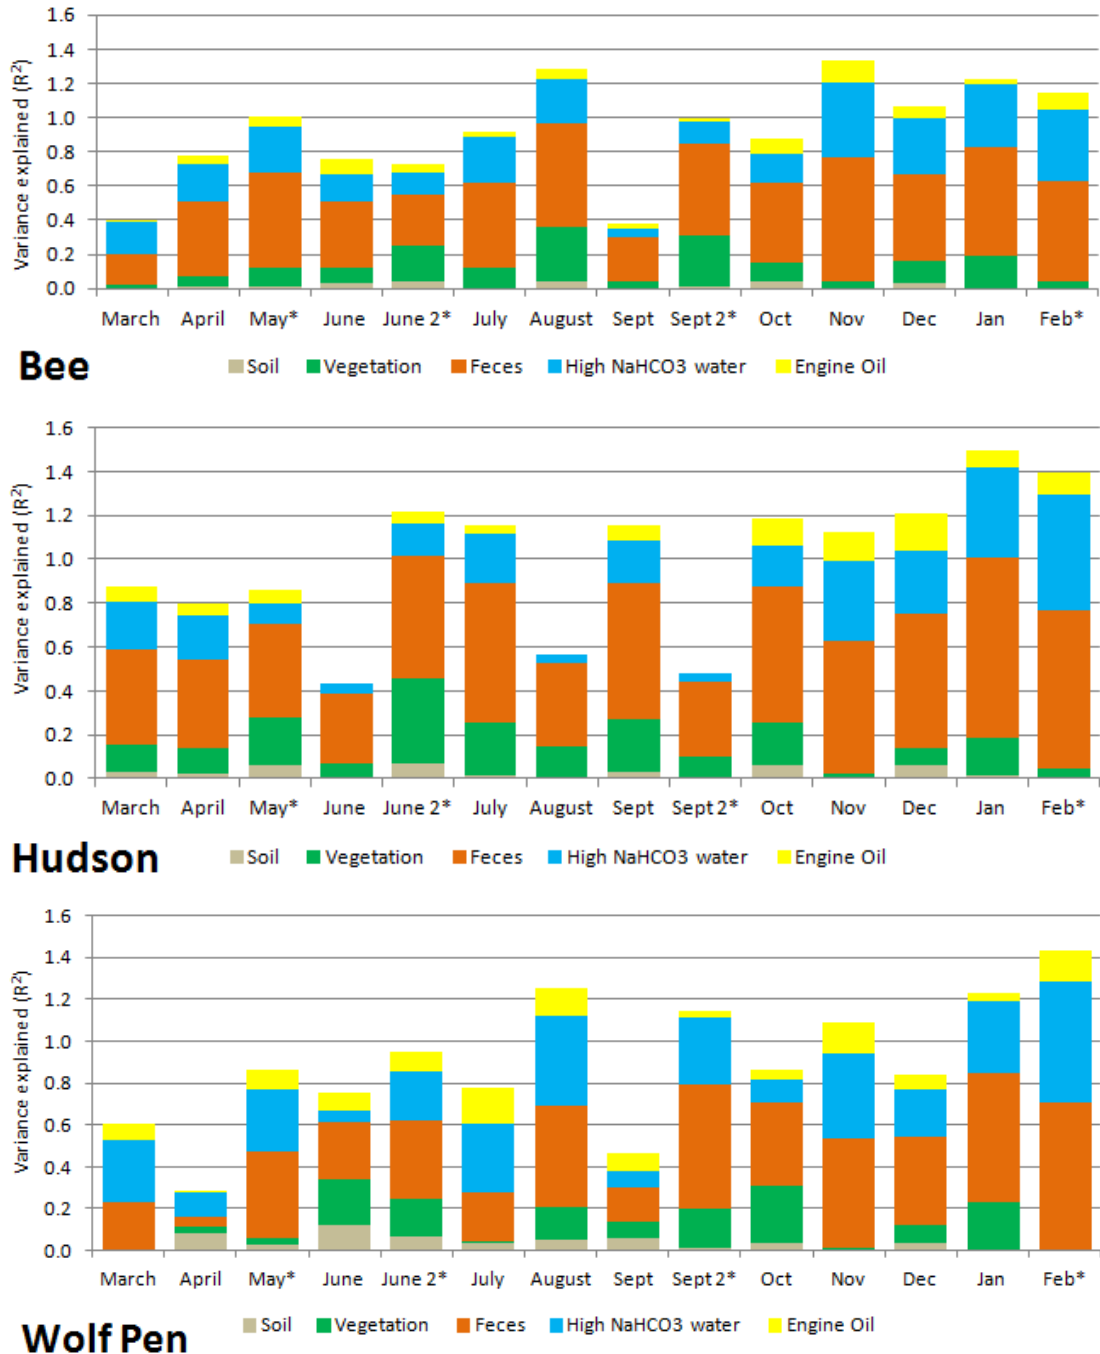 Variance explained (R²)
1.6
1.4
1.2
1.0
0.8
0.6
0.4
0.2
0.0
March April May* June June 2* July August Sept Sept 2* Oct Nov Dec Jan Feb*
Bee
Soil Vegetation Feces High NaHCO3 water Engine Oil
Variance explained (R²)
1.6
1.4
1.2
1.0
0.8
0.6
0.4
0.2
0.0
March April May* June June 2* July August Sept Sept 2* Oct Nov Dec Jan Feb*
Hudson
Soil Vegetation Feces High NaHCO3 water Engine Oil
Variance explained (R²)
1.6
1.4
1.2
1.0
0.8
0.6
0.4
0.2
0.0
March April May* June June 2* July August Sept Sept 2* Oct Nov Dec Jan Feb*
Wolf Pen
Soil Vegetation Feces High NaHCO3 water Engine Oil